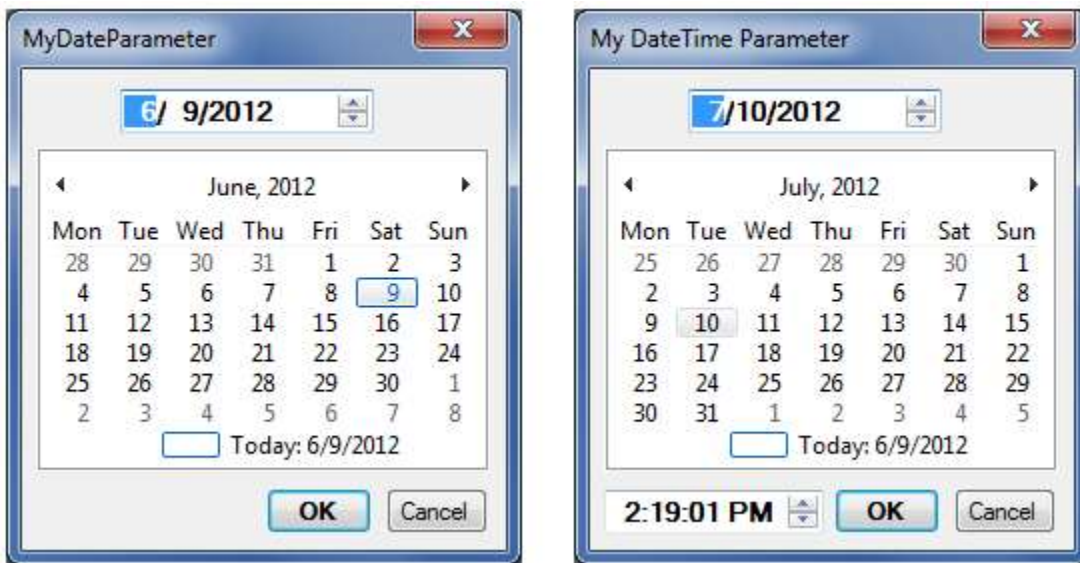 MyDateParameter
6/ 9/2012
June, 2012
Mon Tue Wed Thu Fri Sat Sun
28 29 30 31 1 2 3
4 5 6 7 8 9 10
11 12 13 14 15 16 17
18 19 20 21 22 23 24
25 26 27 28 29 30 1
2 3 4 5 6 7 8
Today: 6/9/2012
OK Cancel
My DateTime Parameter
7/10/2012
July, 2012
Mon Tue Wed Thu Fri Sat Sun
25 26 27 28 29 30 1
2 3 4 5 6 7 8
9 10 11 12 13 14 15
16 17 18 19 20 21 22
23 24 25 26 27 28 29
30 31 1 2 3 4 5
Today: 6/9/2012
2:19:01 PM OK Cancel